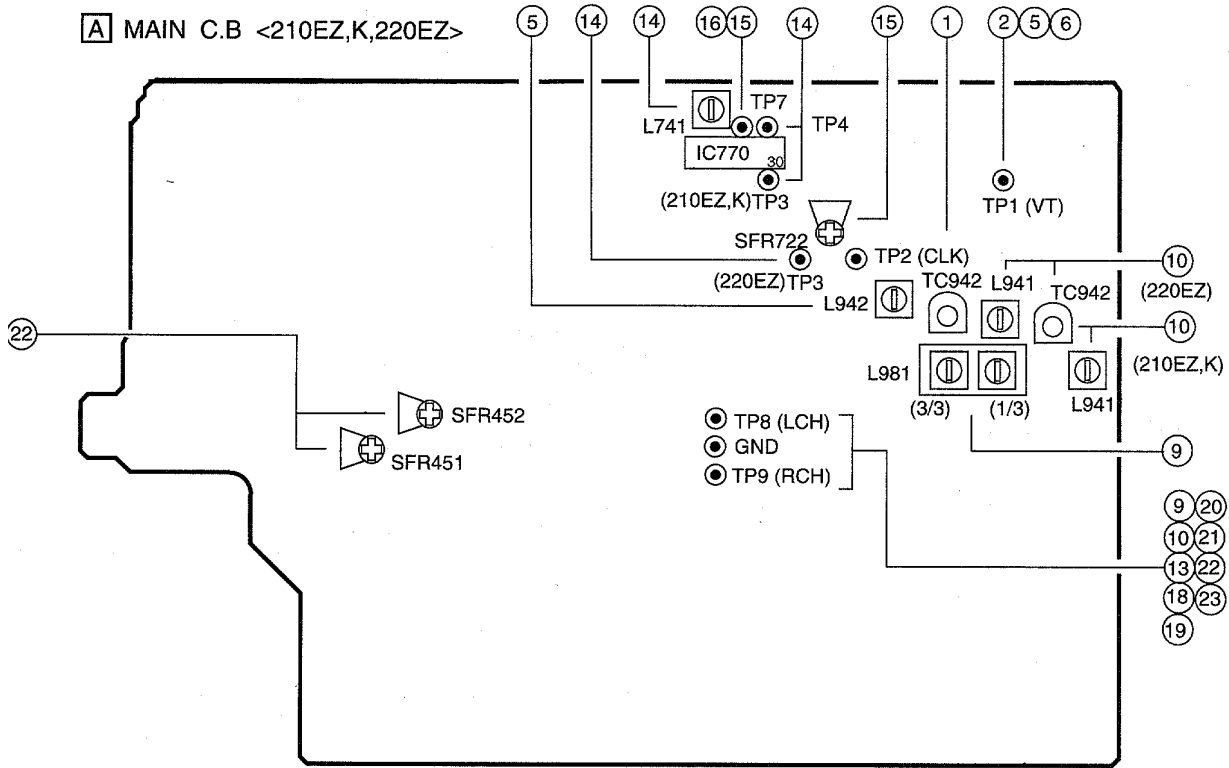 A MAIN C.B <210EZ,K,220EZ>
5 14 14 16 15 14 15 1 2 5 6
14
L741
TP7
TP4
IC770
30
(210EZ,K)TP3
TP1 (VT)
15
SFR722
14
TP2 (CLK)
(220EZ)TP3
10
(220EZ)
5
L942
TC942
L941
TC942
10
(210EZ,K)
22
L981
(3/3) (1/3)
L941
SFR452
SFR451
TP8 (LCH)
GND
TP9 (RCH)
9
9 20
10 21
13 22
18 23
19